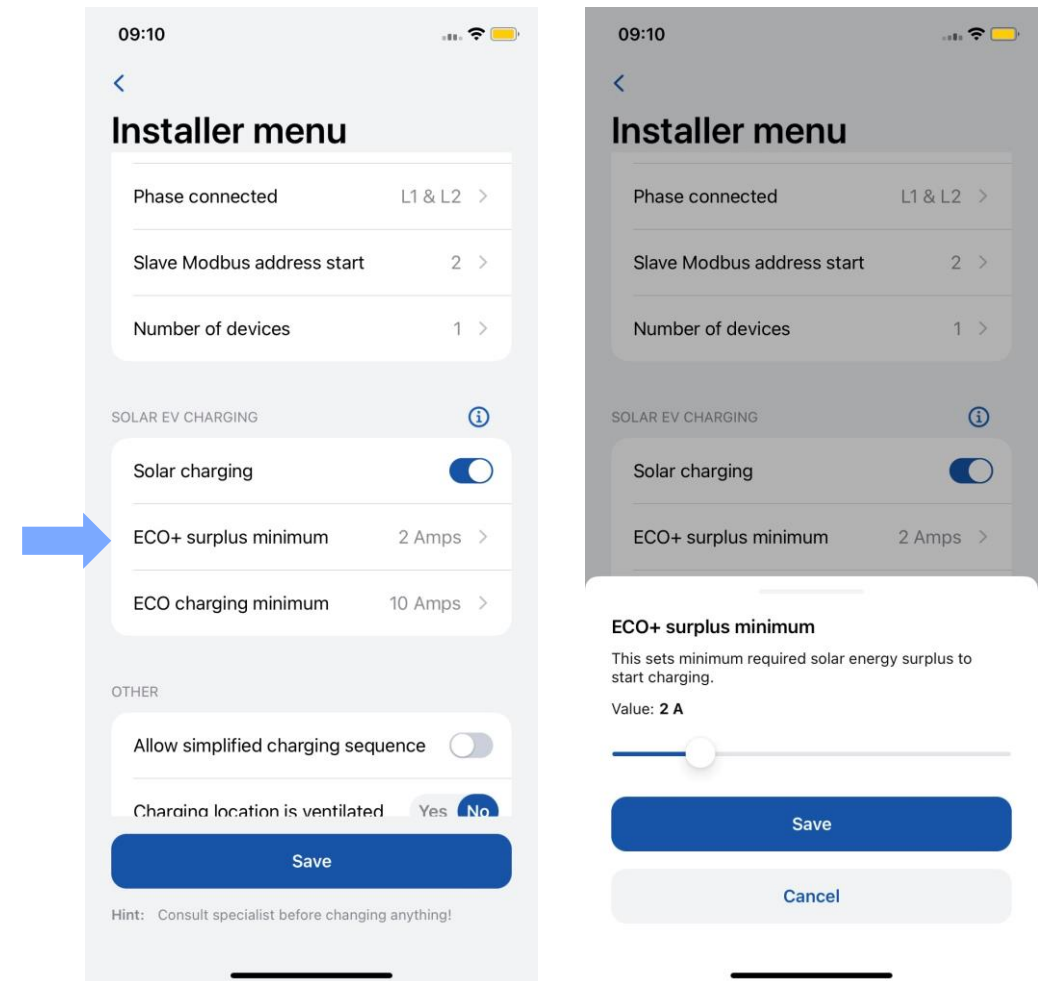 09:10
Installer menu
Phase connected L1 & L2
Slave Modbus address start 2
Number of devices 1
SOLAR EV CHARGING
Solar charging
ECO+ surplus minimum 2 Amps
ECO charging minimum 10 Amps
OTHER
Allow simplified charging sequence
Charging location is ventilated Yes No
Save
Hint: Consult specialist before changing anything!
09:10
Installer menu
Phase connected L1 & L2
Slave Modbus address start 2
Number of devices 1
SOLAR EV CHARGING
Solar charging
ECO+ surplus minimum 2 Amps
ECO+ surplus minimum
This sets minimum required solar energy surplus to
start charging.
Value: 2 A
Save
Cancel